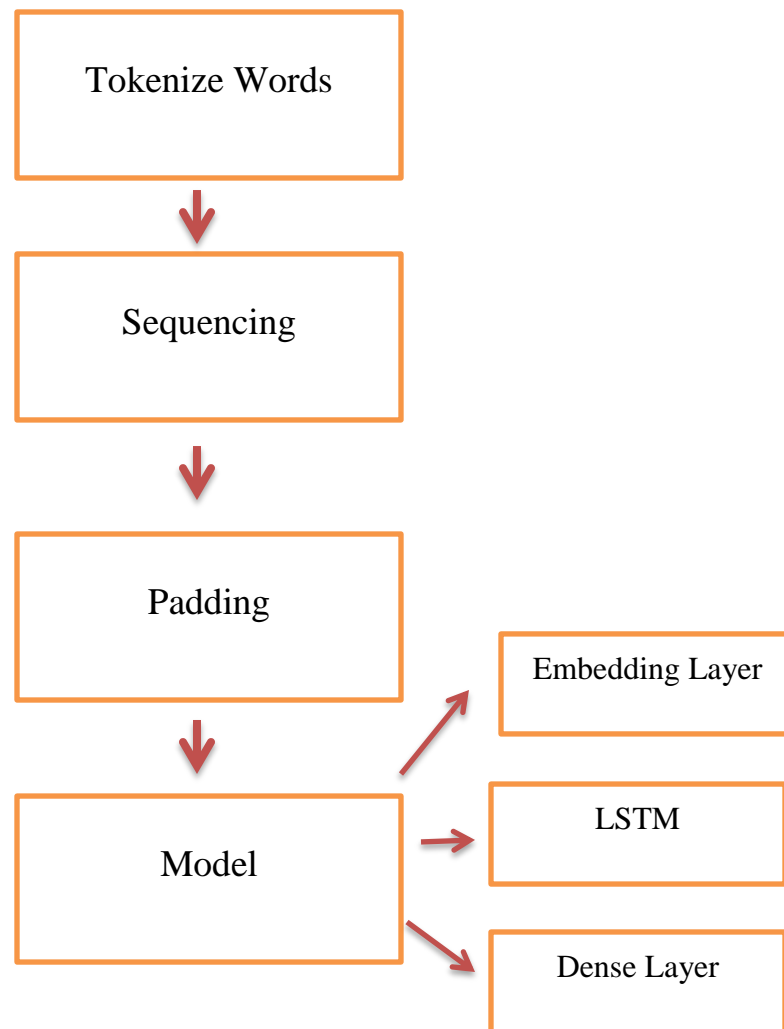 Tokenize Words
Sequencing
Padding
Embedding Layer
LSTM
Model
Dense Layer